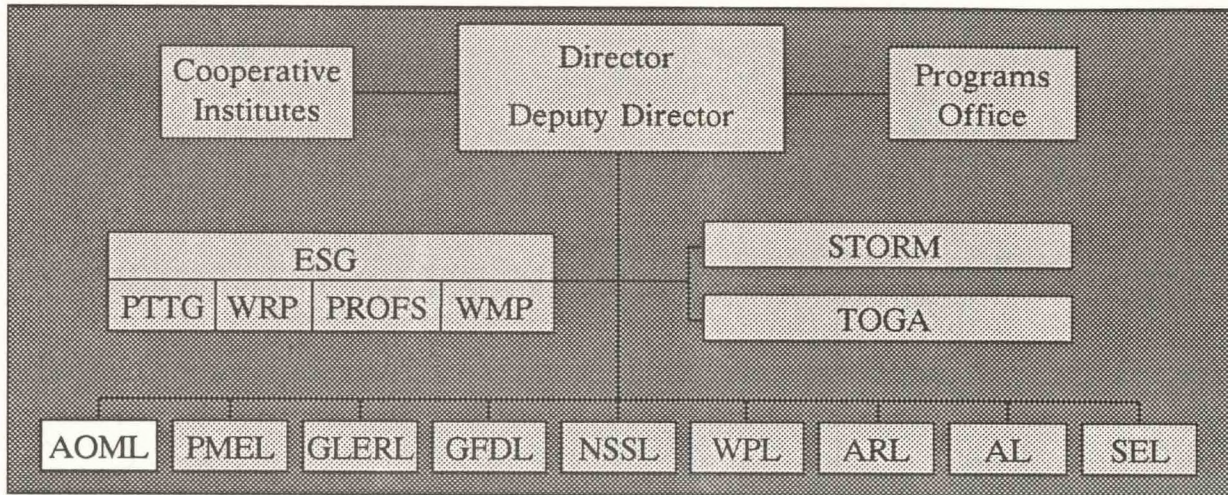 Cooperative
Institutes
Director
Deputy Director
Programs
Office
ESG
PTTG WRP PROFS WMP
STORM
TOGA
AOML PMEL GLERL GFDL NSSL WPL ARL AL SEL